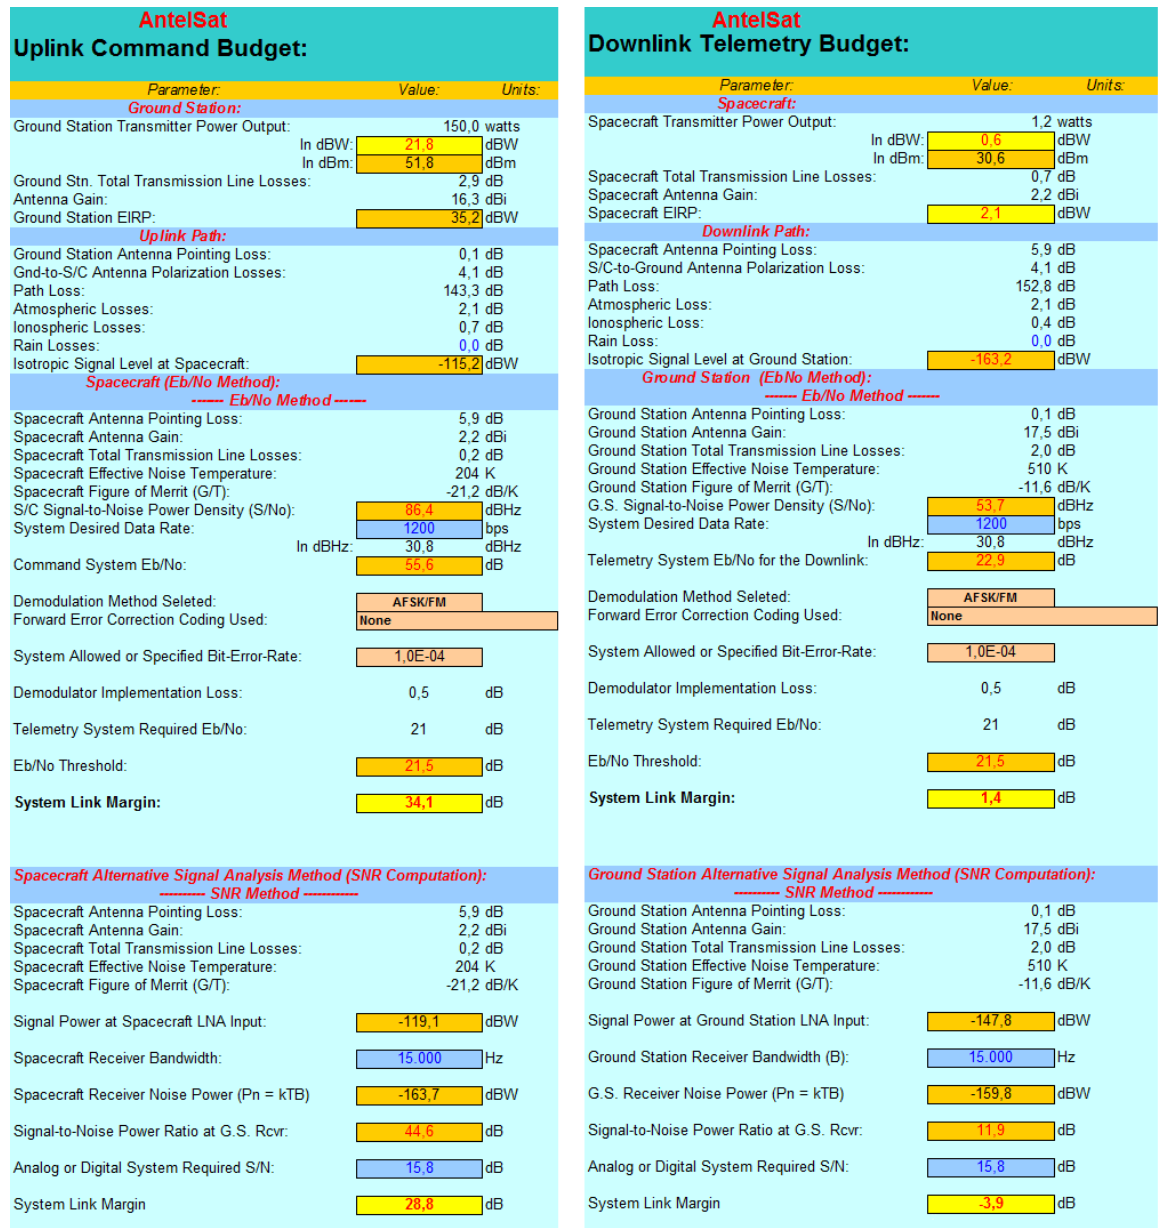 AntelSat
Uplink Command Budget:
Parameter: Value: Units:
Ground Station:
Ground Station Transmitter Power Output: 150,0 watts
In dBW: 21,8 dBW
In dBm: 51,8 dBm
Ground Stn. Total Transmission Line Losses: 2,9 dB
Antenna Gain: 16,3 dBi
Ground Station EIRP: 35,2 dBW
Uplink Path:
Ground Station Antenna Pointing Loss: 0,1 dB
Gnd-to-S/C Antenna Polarization Losses: 4,1 dB
Path Loss: 143,3 dB
Atmospheric Losses: 2,1 dB
Ionospheric Losses: 0,7 dB
Rain Losses: 0,0 dB
Isotropic Signal Level at Spacecraft: -115,2 dBW
Spacecraft (Eb/No Method):
------- Eb/No Method -------
Spacecraft Antenna Pointing Loss: 5,9 dB
Spacecraft Antenna Gain: 2,2 dBi
Spacecraft Total Transmission Line Losses: 0,2 dB
Spacecraft Effective Noise Temperature: 204 K
Spacecraft Figure of Merrit (G/T): -21,2 dB/K
S/C Signal-to-Noise Power Density (S/No): 86,4 dBHz
System Desired Data Rate: 1200 bps
In dBHz: 30,8 dBHz
Command System Eb/No: 55,6 dB
Demodulation Method Seleted: AFSK/FM
Forward Error Correction Coding Used: None
System Allowed or Specified Bit-Error-Rate: 1,0E-04
Demodulator Implementation Loss: 0,5 dB
Telemetry System Required Eb/No: 21 dB
Eb/No Threshold: 21,5 dB
System Link Margin: 34,1 dB
Spacecraft Alternative Signal Analysis Method (SNR Computation):
---------- SNR Method ------------
Spacecraft Antenna Pointing Loss: 5,9 dB
Spacecraft Antenna Gain: 2,2 dBi
Spacecraft Total Transmission Line Losses: 0,2 dB
Spacecraft Effective Noise Temperature: 204 K
Spacecraft Figure of Merrit (G/T): -21,2 dB/K
Signal Power at Spacecraft LNA Input: -119,1 dBW
Spacecraft Receiver Bandwidth: 15.000 Hz
Spacecraft Receiver Noise Power (Pn = kTB) -163,7 dBW
Signal-to-Noise Power Ratio at G.S. Rcvr: 44,6 dB
Analog or Digital System Required S/N: 15,8 dB
System Link Margin 28,8 dB
AntelSat
Downlink Telemetry Budget:
Parameter: Value: Units:
Spacecraft:
Spacecraft Transmitter Power Output: 1,2 watts
In dBW: 0,6 dBW
In dBm: 30,6 dBm
Spacecraft Total Transmission Line Losses: 0,7 dB
Spacecraft Antenna Gain: 2,2 dBi
Spacecraft EIRP: 2,1 dBW
Downlink Path:
Spacecraft Antenna Pointing Loss: 5,9 dB
S/C-to-Ground Antenna Polarization Loss: 4,1 dB
Path Loss: 152,8 dB
Atmospheric Loss: 2,1 dB
Ionospheric Loss: 0,4 dB
Rain Loss: 0,0 dB
Isotropic Signal Level at Ground Station: -163,2 dBW
Ground Station (EbNo Method):
------- Eb/No Method -------
Ground Station Antenna Pointing Loss: 0,1 dB
Ground Station Antenna Gain: 17,5 dBi
Ground Station Total Transmission Line Losses: 2,0 dB
Ground Station Effective Noise Temperature: 510 K
Ground Station Figure of Merrit (G/T): -11,6 dB/K
G.S. Signal-to-Noise Power Density (S/No): 53,7 dBHz
System Desired Data Rate: 1200 bps
In dBHz: 30,8 dBHz
Telemetry System Eb/No for the Downlink: 22,9 dB
Demodulation Method Seleted: AFSK/FM
Forward Error Correction Coding Used: None
System Allowed or Specified Bit-Error-Rate: 1,0E-04
Demodulator Implementation Loss: 0,5 dB
Telemetry System Required Eb/No: 21 dB
Eb/No Threshold: 21,5 dB
System Link Margin: 1,4 dB
Ground Station Alternative Signal Analysis Method (SNR Computation):
---------- SNR Method ------------
Ground Station Antenna Pointing Loss: 0,1 dB
Ground Station Antenna Gain: 17,5 dBi
Ground Station Total Transmission Line Losses: 2,0 dB
Ground Station Effective Noise Temperature: 510 K
Ground Station Figure of Merrit (G/T): -11,6 dB/K
Signal Power at Ground Station LNA Input: -147,8 dBW
Ground Station Receiver Bandwidth (B): 15.000 Hz
G.S. Receiver Noise Power (Pn = kTB) -159,8 dBW
Signal-to-Noise Power Ratio at G.S. Rcvr: 11,9 dB
Analog or Digital System Required S/N: 15,8 dB
System Link Margin -3,9 dB